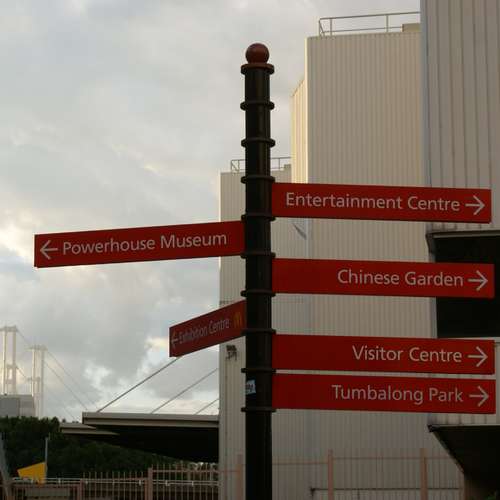 Entertainment Centre →
← Powerhouse Museum
Chinese Garden →
← Exhibition Centre
Visitor Centre →
Tumbalong Park →